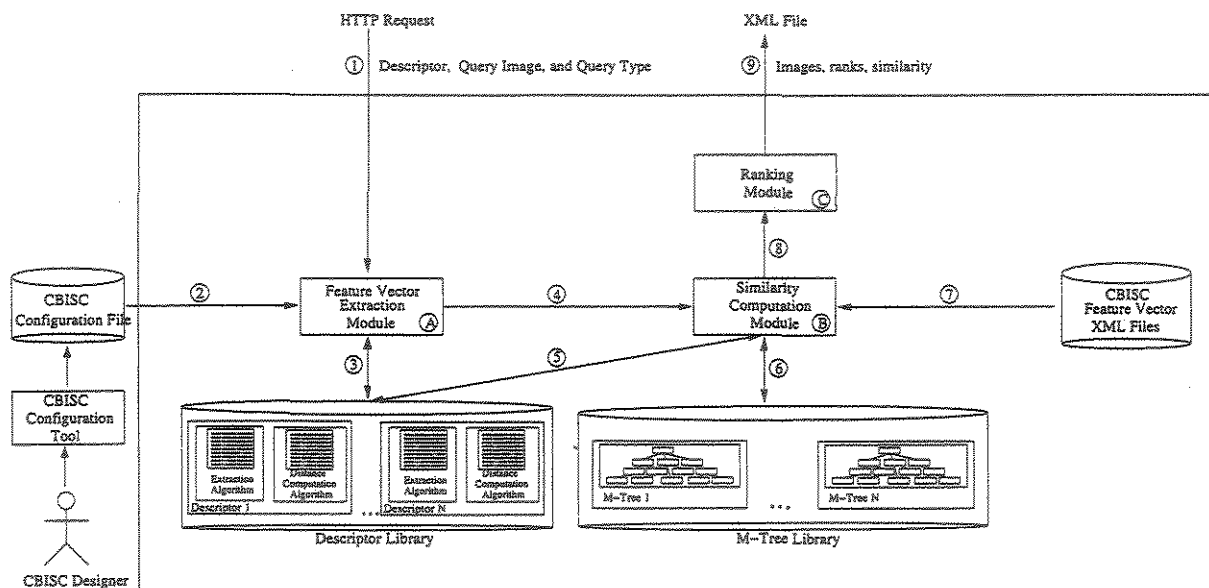 HTTP Request
XML File
1 Descriptor, Query Image, and Query Type
9 Images, ranks, similarity
Ranking
Module
C
8
CBISC
Configuration File
2
Feature Vector
Extraction
Module
A
4
Similarity
Computation
Module
B
7
CBISC
Feature Vector
XML Files
3
5
6
CBISC
Configuration
Tool
Extraction
Algorithm
Distance
Computation
Algorithm
Descriptor 1
...
Extraction
Algorithm
Distance
Computation
Algorithm
Descriptor N
M-Tree 1
...
M-Tree N
Descriptor Library
M-Tree Library
CBISC Designer